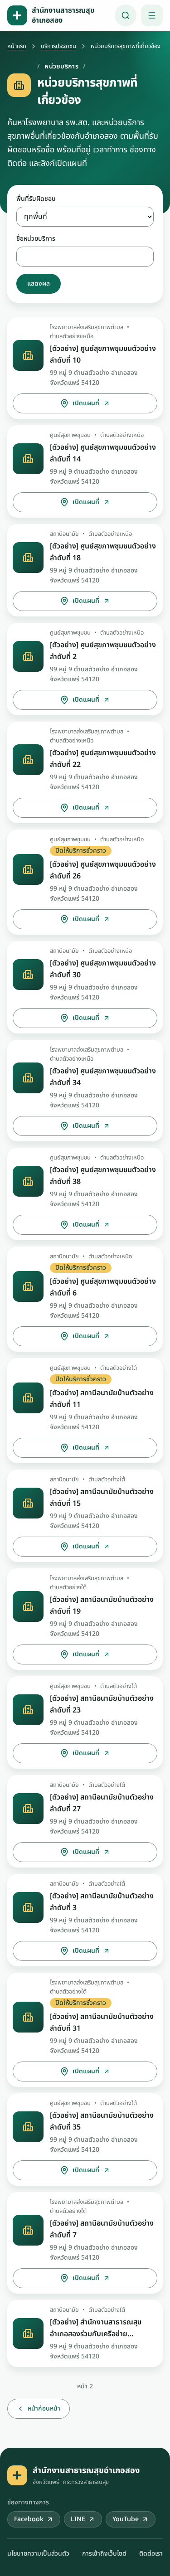 สำนักงานสาธารณสุข
อำเภอสอง
หน้าแรก > บริการประชาชน > หน่วยบริการสุขภาพที่เกี่ยวข้อง
/ หน่วยบริการ /
หน่วยบริการสุขภาพที่
เกี่ยวข้อง
ค้นหาโรงพยาบาล รพ.สต. และหน่วยบริการ
สุขภาพที่เกี่ยวข้องกับอำเภอสอง ตามพื้นที่รับ
ผิดชอบ พร้อมที่อยู่ เวลาทำการ ช่องทาง
ติดต่อ และลิงก์เปิดแผนที่
พื้นที่รับผิดชอบ
ทุกพื้นที่
ชื่อหน่วยบริการ
แสดงผล
โรงพยาบาลส่งเสริมสุขภาพตำบล •
ตำบลตัวอย่างเหนือ
[ตัวอย่าง] ศูนย์สุขภาพชุมชนตัวอย่าง
ลำดับที่ 10
99 หมู่ 9 ตำบลตัวอย่าง อำเภอสอง
จังหวัดแพร่ 54120
เปิดแผนที่
ศูนย์สุขภาพชุมชน • ตำบลตัวอย่างเหนือ
[ตัวอย่าง] ศูนย์สุขภาพชุมชนตัวอย่าง
ลำดับที่ 14
99 หมู่ 9 ตำบลตัวอย่าง อำเภอสอง
จังหวัดแพร่ 54120
เปิดแผนที่
สถานีอนามัย • ตำบลตัวอย่างเหนือ
[ตัวอย่าง] ศูนย์สุขภาพชุมชนตัวอย่าง
ลำดับที่ 18
99 หมู่ 9 ตำบลตัวอย่าง อำเภอสอง
จังหวัดแพร่ 54120
เปิดแผนที่
ศูนย์สุขภาพชุมชน • ตำบลตัวอย่างเหนือ
[ตัวอย่าง] ศูนย์สุขภาพชุมชนตัวอย่าง
ลำดับที่ 2
99 หมู่ 9 ตำบลตัวอย่าง อำเภอสอง
จังหวัดแพร่ 54120
เปิดแผนที่
โรงพยาบาลส่งเสริมสุขภาพตำบล •
ตำบลตัวอย่างเหนือ
[ตัวอย่าง] ศูนย์สุขภาพชุมชนตัวอย่าง
ลำดับที่ 22
99 หมู่ 9 ตำบลตัวอย่าง อำเภอสอง
จังหวัดแพร่ 54120
เปิดแผนที่
ศูนย์สุขภาพชุมชน • ตำบลตัวอย่างเหนือ
ปิดให้บริการชั่วคราว
[ตัวอย่าง] ศูนย์สุขภาพชุมชนตัวอย่าง
ลำดับที่ 26
99 หมู่ 9 ตำบลตัวอย่าง อำเภอสอง
จังหวัดแพร่ 54120
เปิดแผนที่
สถานีอนามัย • ตำบลตัวอย่างเหนือ
[ตัวอย่าง] ศูนย์สุขภาพชุมชนตัวอย่าง
ลำดับที่ 30
99 หมู่ 9 ตำบลตัวอย่าง อำเภอสอง
จังหวัดแพร่ 54120
เปิดแผนที่
โรงพยาบาลส่งเสริมสุขภาพตำบล •
ตำบลตัวอย่างเหนือ
[ตัวอย่าง] ศูนย์สุขภาพชุมชนตัวอย่าง
ลำดับที่ 34
99 หมู่ 9 ตำบลตัวอย่าง อำเภอสอง
จังหวัดแพร่ 54120
เปิดแผนที่
ศูนย์สุขภาพชุมชน • ตำบลตัวอย่างเหนือ
[ตัวอย่าง] ศูนย์สุขภาพชุมชนตัวอย่าง
ลำดับที่ 38
99 หมู่ 9 ตำบลตัวอย่าง อำเภอสอง
จังหวัดแพร่ 54120
เปิดแผนที่
สถานีอนามัย • ตำบลตัวอย่างเหนือ
ปิดให้บริการชั่วคราว
[ตัวอย่าง] ศูนย์สุขภาพชุมชนตัวอย่าง
ลำดับที่ 6
99 หมู่ 9 ตำบลตัวอย่าง อำเภอสอง
จังหวัดแพร่ 54120
เปิดแผนที่
ศูนย์สุขภาพชุมชน • ตำบลตัวอย่างใต้
ปิดให้บริการชั่วคราว
[ตัวอย่าง] สถานีอนามัยบ้านตัวอย่าง
ลำดับที่ 11
99 หมู่ 9 ตำบลตัวอย่าง อำเภอสอง
จังหวัดแพร่ 54120
เปิดแผนที่
สถานีอนามัย • ตำบลตัวอย่างใต้
[ตัวอย่าง] สถานีอนามัยบ้านตัวอย่าง
ลำดับที่ 15
99 หมู่ 9 ตำบลตัวอย่าง อำเภอสอง
จังหวัดแพร่ 54120
เปิดแผนที่
โรงพยาบาลส่งเสริมสุขภาพตำบล •
ตำบลตัวอย่างใต้
[ตัวอย่าง] สถานีอนามัยบ้านตัวอย่าง
ลำดับที่ 19
99 หมู่ 9 ตำบลตัวอย่าง อำเภอสอง
จังหวัดแพร่ 54120
เปิดแผนที่
ศูนย์สุขภาพชุมชน • ตำบลตัวอย่างใต้
[ตัวอย่าง] สถานีอนามัยบ้านตัวอย่าง
ลำดับที่ 23
99 หมู่ 9 ตำบลตัวอย่าง อำเภอสอง
จังหวัดแพร่ 54120
เปิดแผนที่
สถานีอนามัย • ตำบลตัวอย่างใต้
[ตัวอย่าง] สถานีอนามัยบ้านตัวอย่าง
ลำดับที่ 27
99 หมู่ 9 ตำบลตัวอย่าง อำเภอสอง
จังหวัดแพร่ 54120
เปิดแผนที่
สถานีอนามัย • ตำบลตัวอย่างใต้
[ตัวอย่าง] สถานีอนามัยบ้านตัวอย่าง
ลำดับที่ 3
99 หมู่ 9 ตำบลตัวอย่าง อำเภอสอง
จังหวัดแพร่ 54120
เปิดแผนที่
โรงพยาบาลส่งเสริมสุขภาพตำบล •
ตำบลตัวอย่างใต้
ปิดให้บริการชั่วคราว
[ตัวอย่าง] สถานีอนามัยบ้านตัวอย่าง
ลำดับที่ 31
99 หมู่ 9 ตำบลตัวอย่าง อำเภอสอง
จังหวัดแพร่ 54120
เปิดแผนที่
ศูนย์สุขภาพชุมชน • ตำบลตัวอย่างใต้
[ตัวอย่าง] สถานีอนามัยบ้านตัวอย่าง
ลำดับที่ 35
99 หมู่ 9 ตำบลตัวอย่าง อำเภอสอง
จังหวัดแพร่ 54120
เปิดแผนที่
โรงพยาบาลส่งเสริมสุขภาพตำบล •
ตำบลตัวอย่างใต้
[ตัวอย่าง] สถานีอนามัยบ้านตัวอย่าง
ลำดับที่ 7
99 หมู่ 9 ตำบลตัวอย่าง อำเภอสอง
จังหวัดแพร่ 54120
เปิดแผนที่
สถานีอนามัย • ตำบลตัวอย่างใต้
[ตัวอย่าง] สำนักงานสาธารณสุข
อำเภอสองร่วมกับเครือข่าย...
99 หมู่ 9 ตำบลตัวอย่าง อำเภอสอง
จังหวัดแพร่ 54120
หน้า 2
หน้าก่อนหน้า
สำนักงานสาธารณสุขอำเภอสอง
จังหวัดแพร่ · กระทรวงสาธารณสุข
ช่องทางทางการ
Facebook LINE YouTube
นโยบายความเป็นส่วนตัว การเข้าถึงเว็บไซต์ ติดต่อเรา